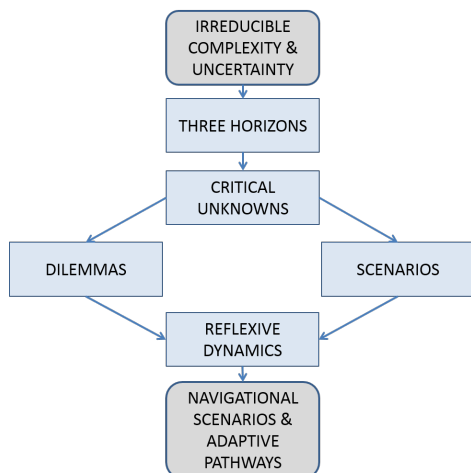 IRREDUCIBLE
COMPLEXITY &
UNCERTAINTY
THREE HORIZONS
CRITICAL
UNKNOWNS
DILEMMAS
SCENARIOS
REFLEXIVE
DYNAMICS
NAVIGATIONAL
SCENARIOS &
ADAPTIVE
PATHWAYS